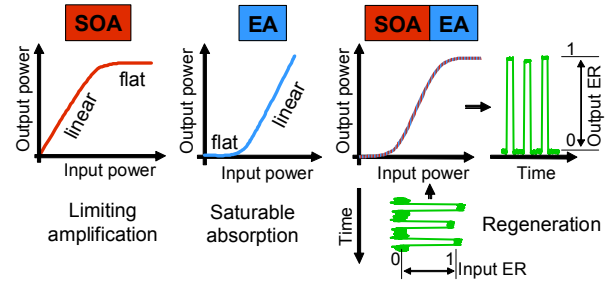 SOA
Output power
linear
flat
Input power
Limiting
amplification
EA
Output power
flat
linear
Input power
Saturable
absorption
SOA EA
Output power
Input power
1
0
Output ER
Time
Time
0 1
Input ER
Regeneration